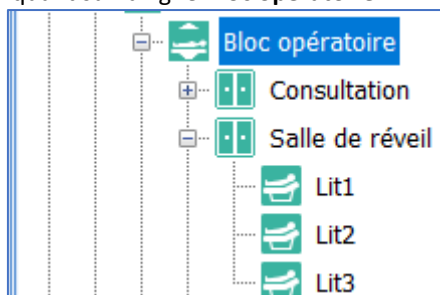 Bloc opératoire
Consultation
Salle de réveil
Lit1
Lit2
Lit3